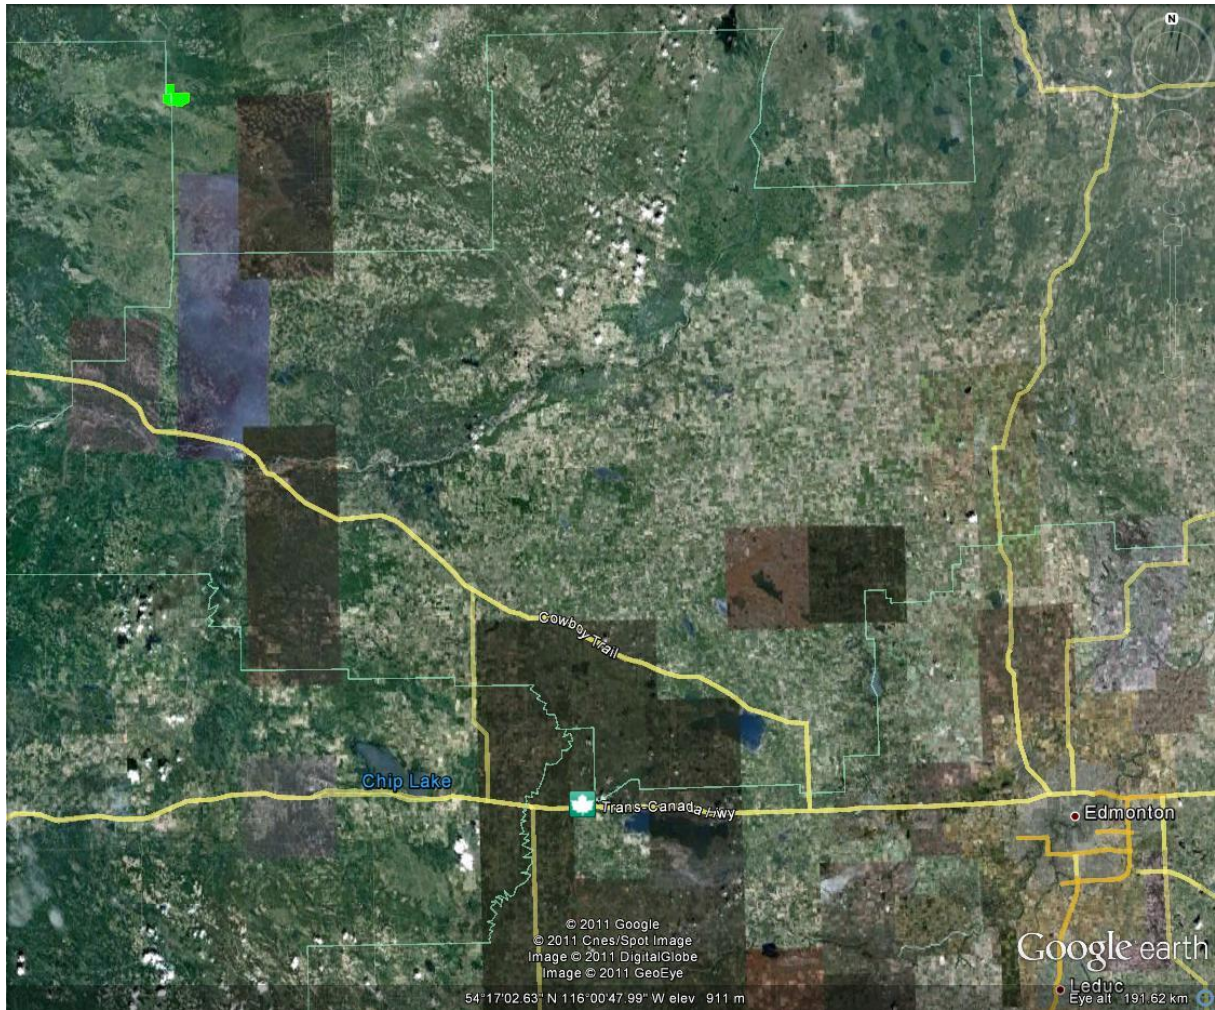 N
Cowboy Trail
Chip Lake
Trans-Canada Hwy
Edmonton
© 2011 Google
© 2011 Cnes/Spot Image
Image © 2011 DigitalGlobe
Image © 2011 GeoEye
Google earth
Leduc
54°17'02.63" N 116°00'47.99" W elev 911 m
Eye alt 191.62 km